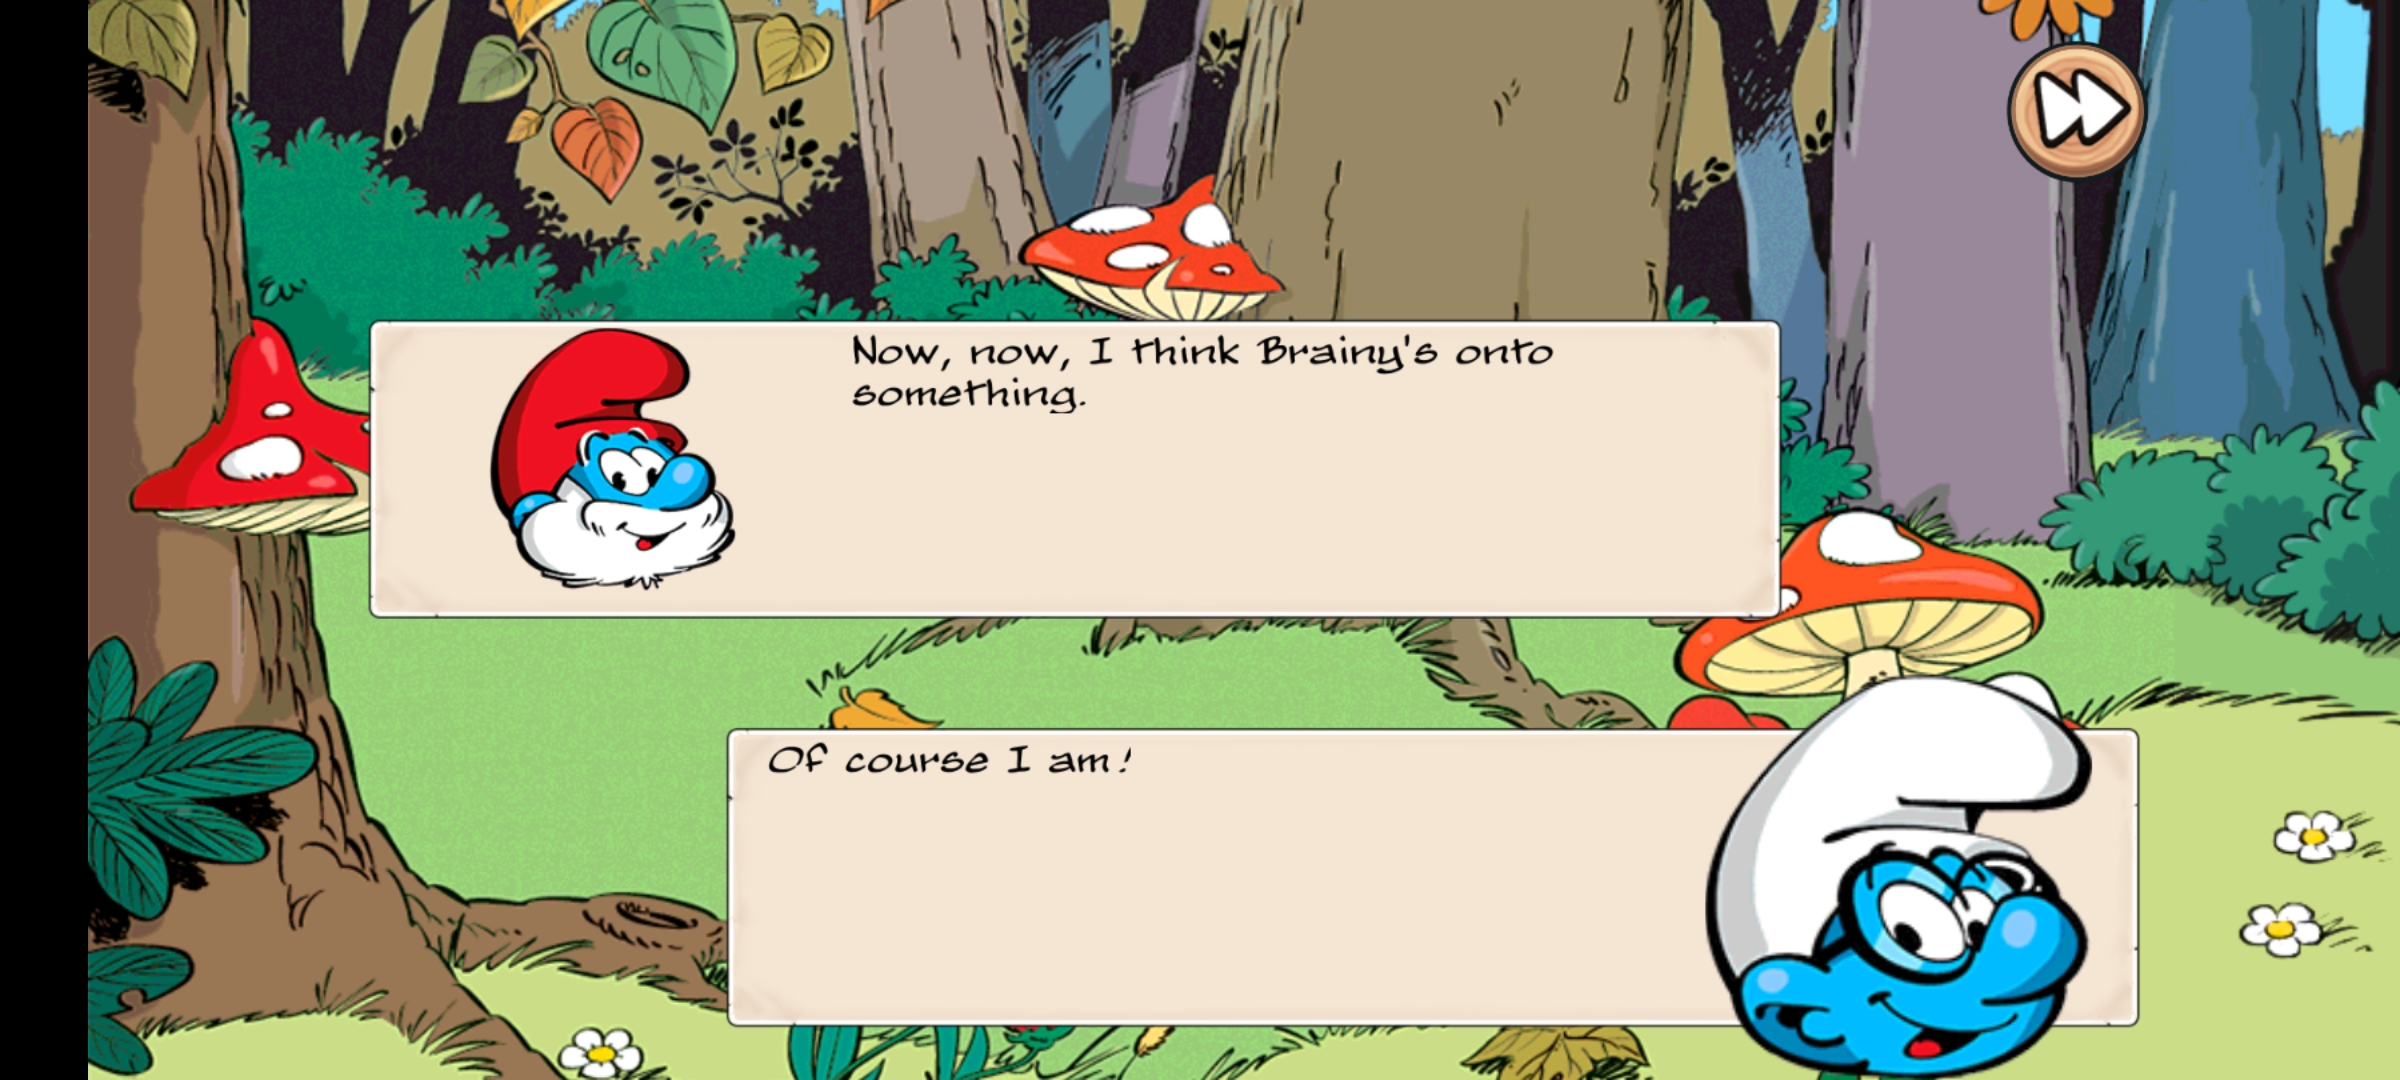 Now, now, I think Brainy's onto
something.
Of course I am!